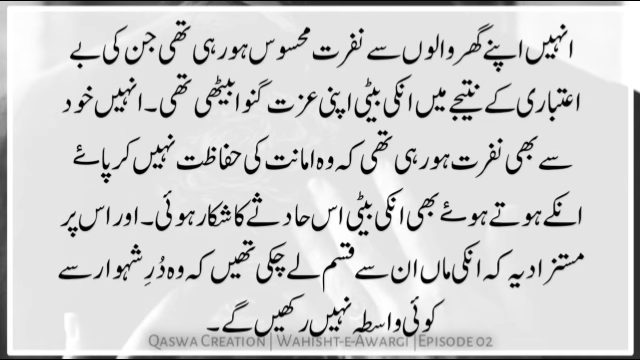 انہیں اپنے گھر والوں سے نفرت محسوس ہو رہی تھی جن کی بے
اعتباری کے نتیجے میں انکی بیٹی اپنی عزت گنوا بیٹھی تھی۔ انہیں خود
سے بھی نفرت ہو رہی تھی کہ وہ امانت کی حفاظت نہیں کر پائے
انکے ہوتے ہوئے بھی انکی بیٹی اس حادثے کا شکار ہوئی۔ اور اس پر
مستزاد یہ کہ انکی ماں ان سے قسم لے چکی تھیں کہ وہ دُرِ شہوار سے
کوئی واسطہ نہیں رکھیں گے۔
Qaswa Creation | Wahisht-e-Awargi | Episode 02